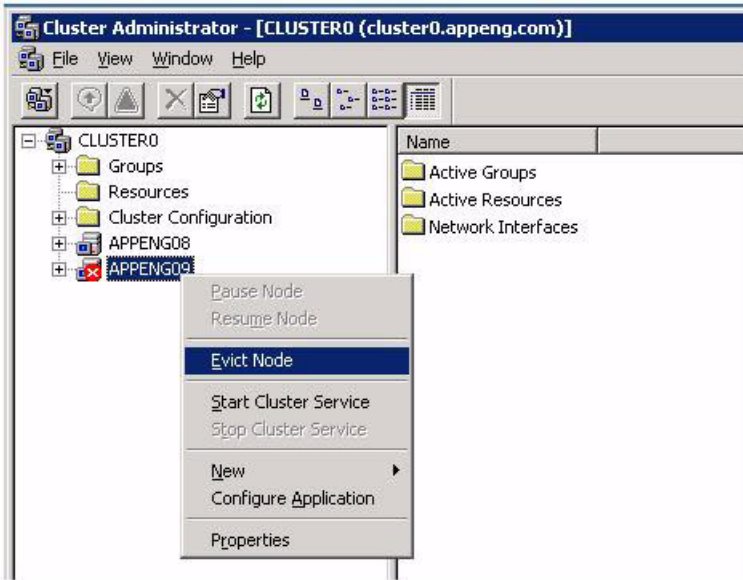 Cluster Administrator - [CLUSTER0 (cluster0.appeng.com)]
File View Window Help
CLUSTER0
Groups
Resources
Cluster Configuration
APPENG08
APPENG09
Name
Active Groups
Active Resources
Network Interfaces
Pause Node
Resume Node
Evict Node
Start Cluster Service
Stop Cluster Service
New
Configure Application
Properties